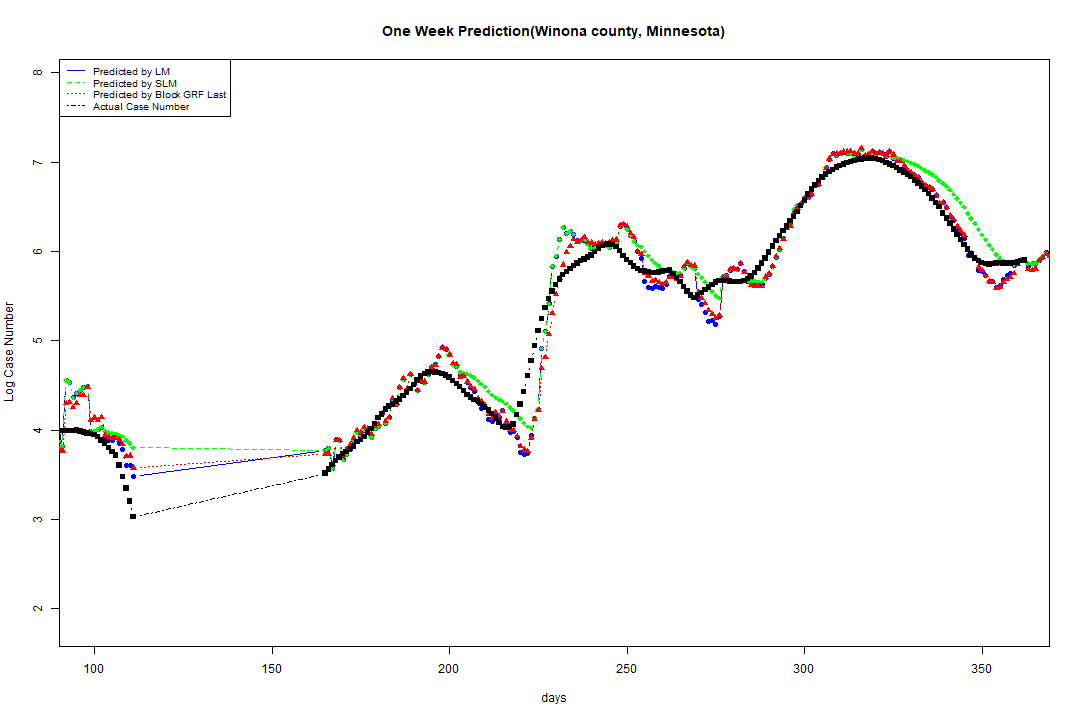 One Week Prediction(Winona county, Minnesota)
Predicted by LM
Predicted by SLM
Predicted by Block GRF Last
Actual Case Number
8
7
6
5
4
3
2
Log Case Number
100 150 200 250 300 350
days